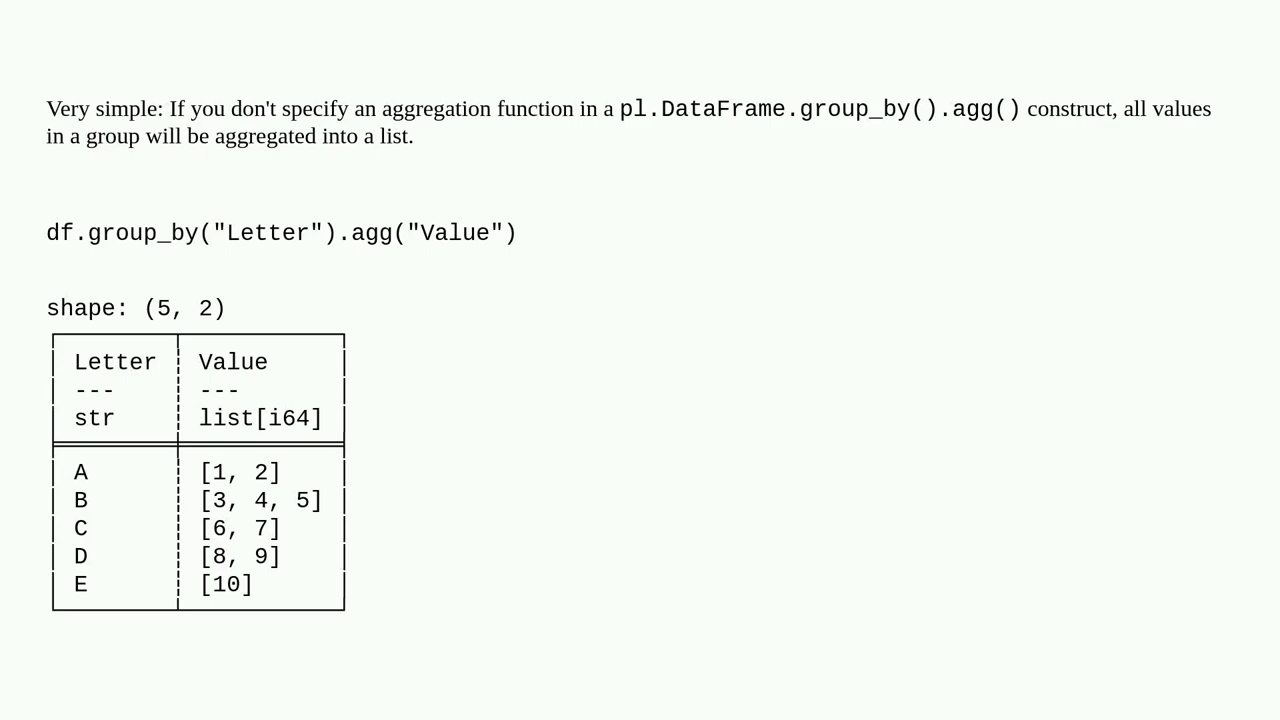 Very simple: If you don't specify an aggregation function in a pl.DataFrame.group_by().agg() construct, all values
in a group will be aggregated into a list.
df.group_by("Letter").agg("Value")
shape: (5, 2)
Letter ┆ Value
--- ┆ ---
str ┆ list[i64]
A ┆ [1, 2]
B ┆ [3, 4, 5]
C ┆ [6, 7]
D ┆ [8, 9]
E ┆ [10]